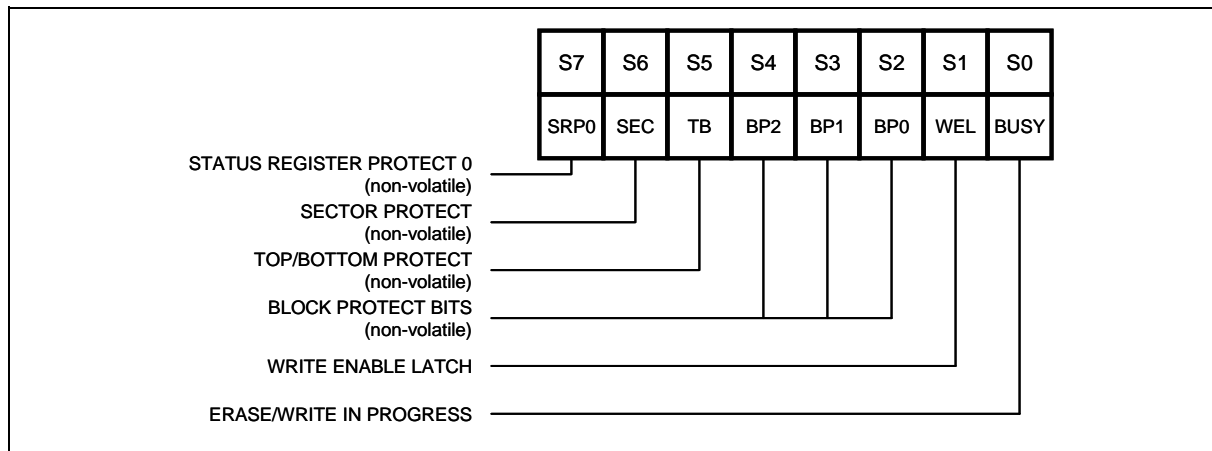 S7 S6 S5 S4 S3 S2 S1 S0
SRP0 SEC TB BP2 BP1 BP0 WEL BUSY
STATUS REGISTER PROTECT 0
(non-volatile)
SECTOR PROTECT
(non-volatile)
TOP/BOTTOM PROTECT
(non-volatile)
BLOCK PROTECT BITS
(non-volatile)
WRITE ENABLE LATCH
ERASE/WRITE IN PROGRESS